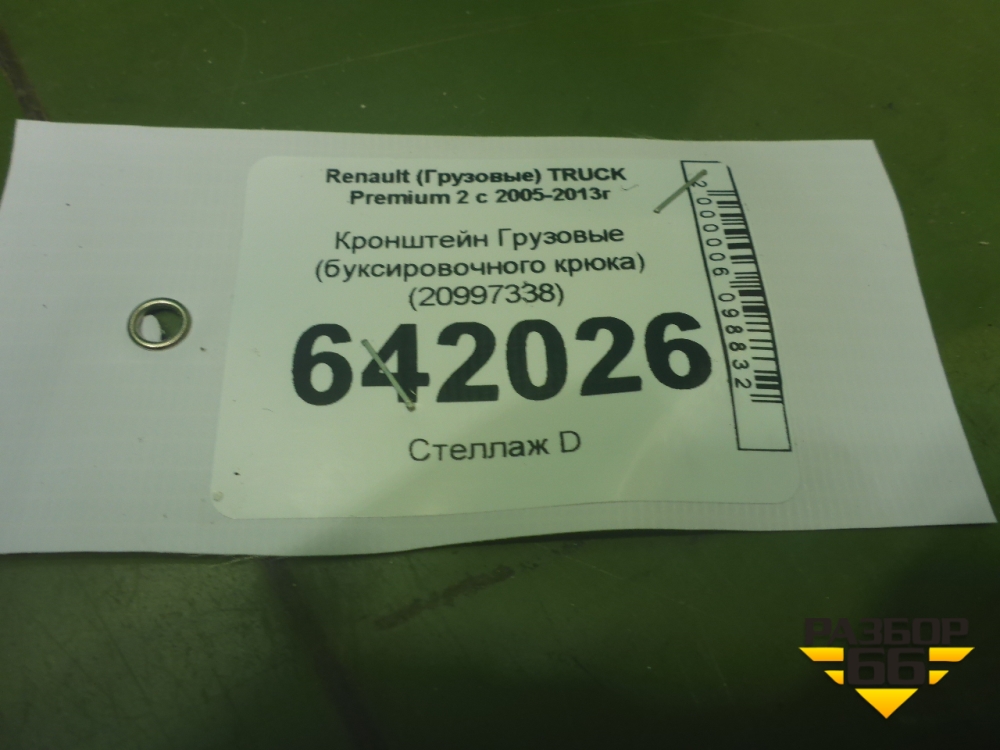 Renault (Грузовые) TRUCK
Premium 2 с 2005-2013г
Кронштейн Грузовые
(буксировочного крюка)
(20997338)
642026
Стеллаж D
2000006098832
РАЗБОР
66